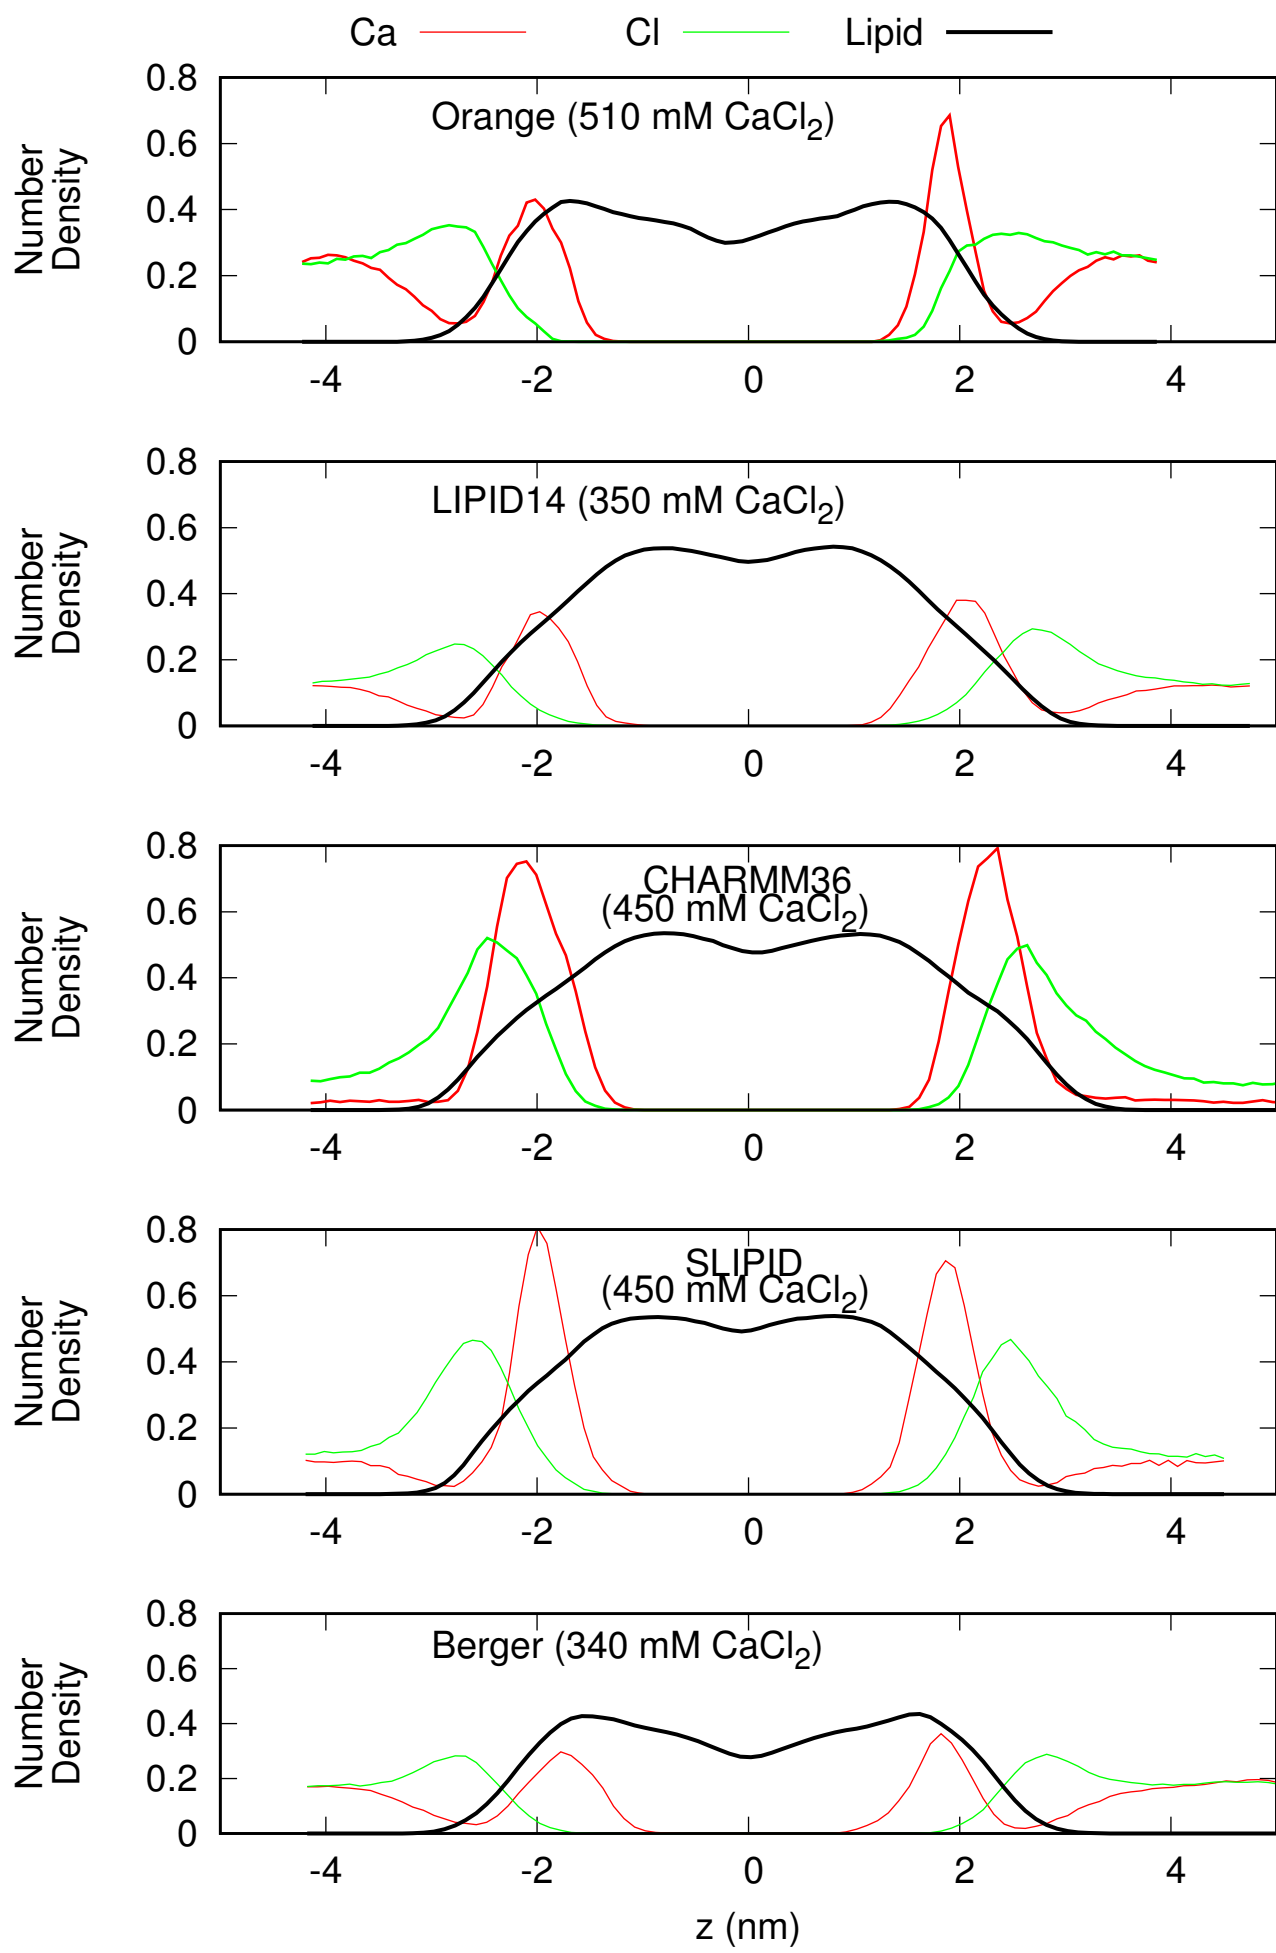 Ca Cl Lipid
Number
Density
0.8
0.6
0.4
0.2
0
Orange (510 mM CaCl2)
-4 -2 0 2 4
Number
Density
0.8
0.6
0.4
0.2
0
LIPID14 (350 mM CaCl2)
-4 -2 0 2 4
Number
Density
0.8
0.6
0.4
0.2
0
CHARMM36
(450 mM CaCl2)
-4 -2 0 2 4
Number
Density
0.8
0.6
0.4
0.2
0
SLIPID
(450 mM CaCl2)
-4 -2 0 2 4
Number
Density
0.8
0.6
0.4
0.2
0
Berger (340 mM CaCl2)
-4 -2 0 2 4
z (nm)